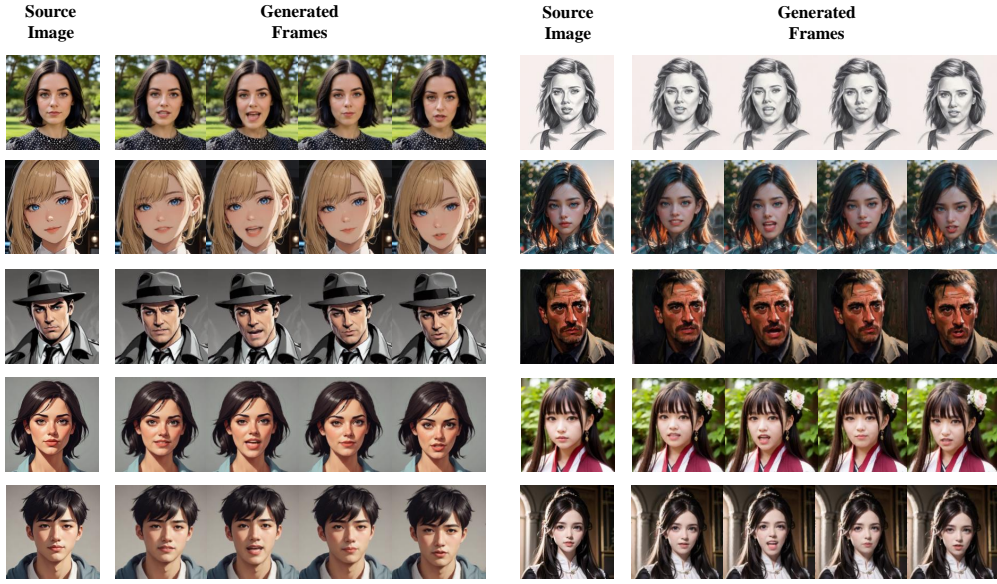 Source
Image
Generated
Frames
Source
Image
Generated
Frames